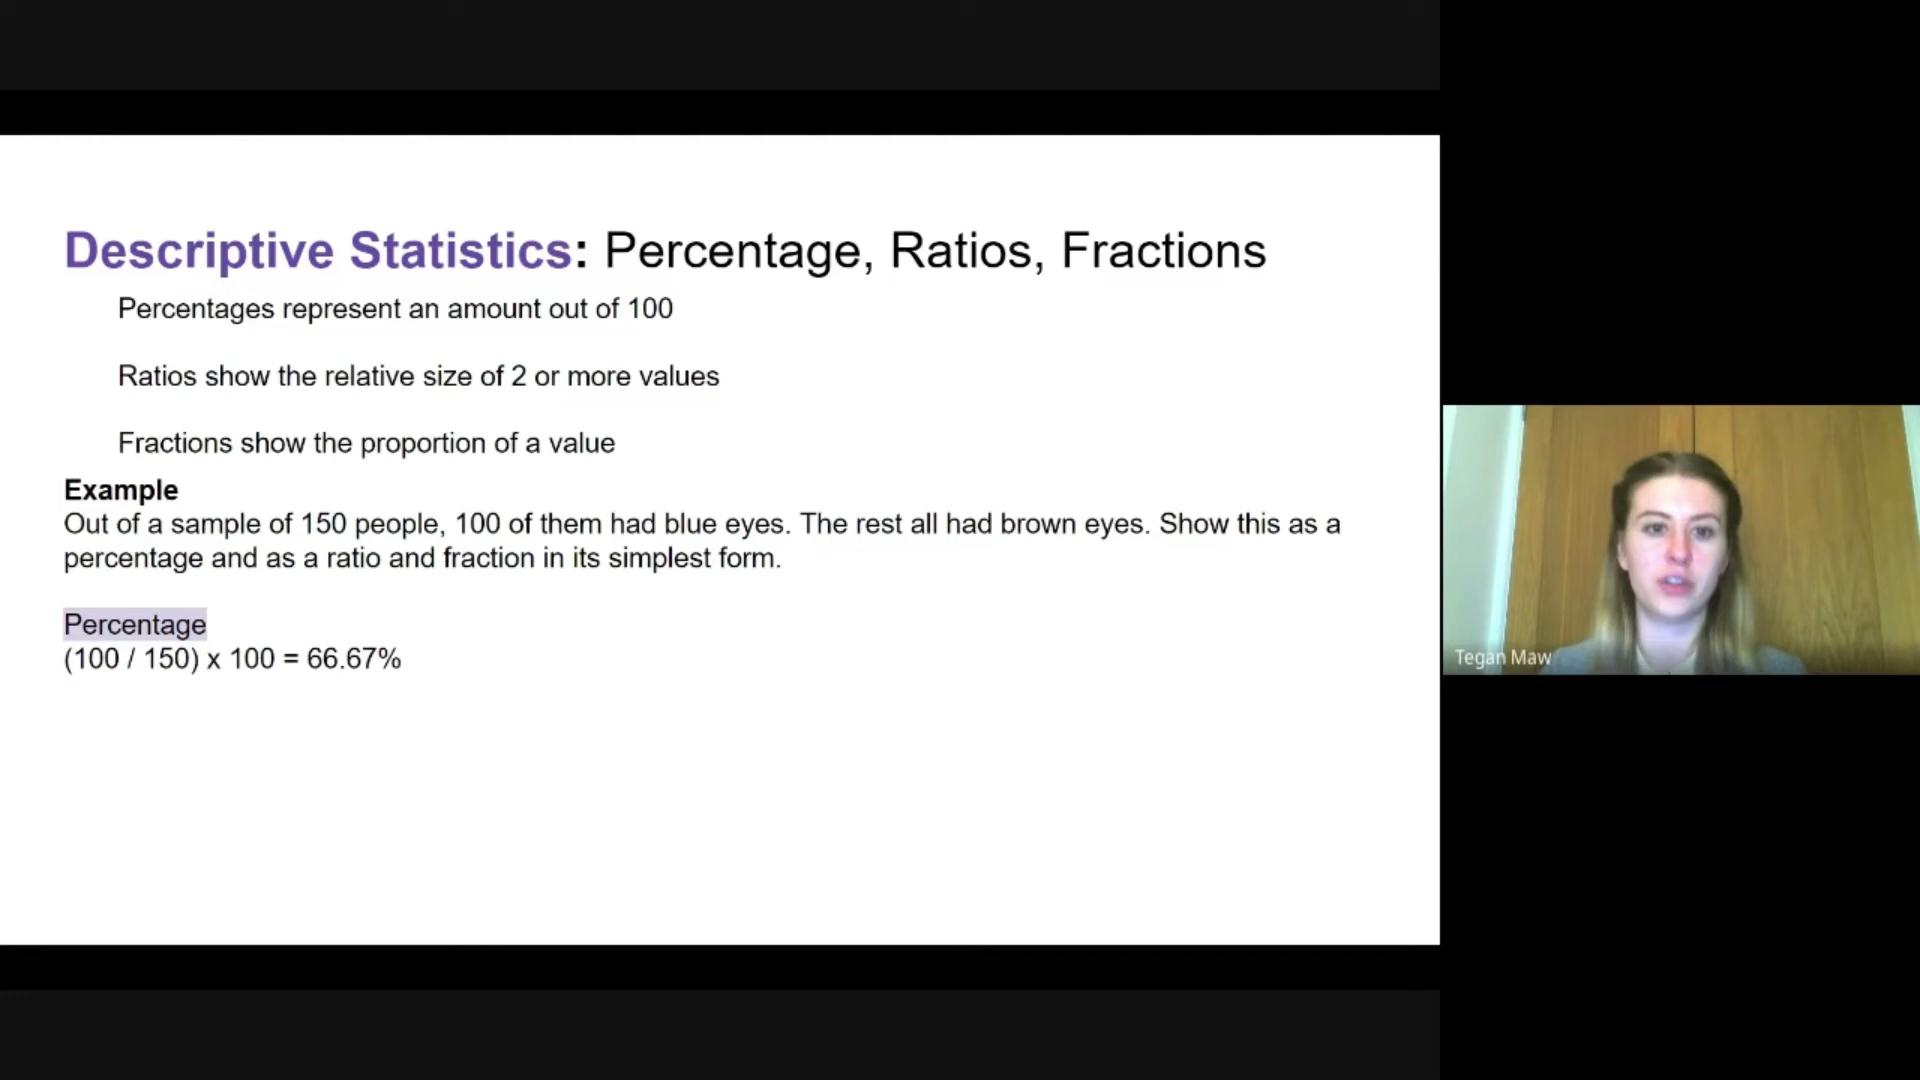 Descriptive Statistics: Percentage, Ratios, Fractions
Percentages represent an amount out of 100
Ratios show the relative size of 2 or more values
Fractions show the proportion of a value
Example
Out of a sample of 150 people, 100 of them had blue eyes. The rest all had brown eyes. Show this as a
percentage and as a ratio and fraction in its simplest form.
Percentage
(100 / 150) x 100 = 66.67%
Tegan Maw